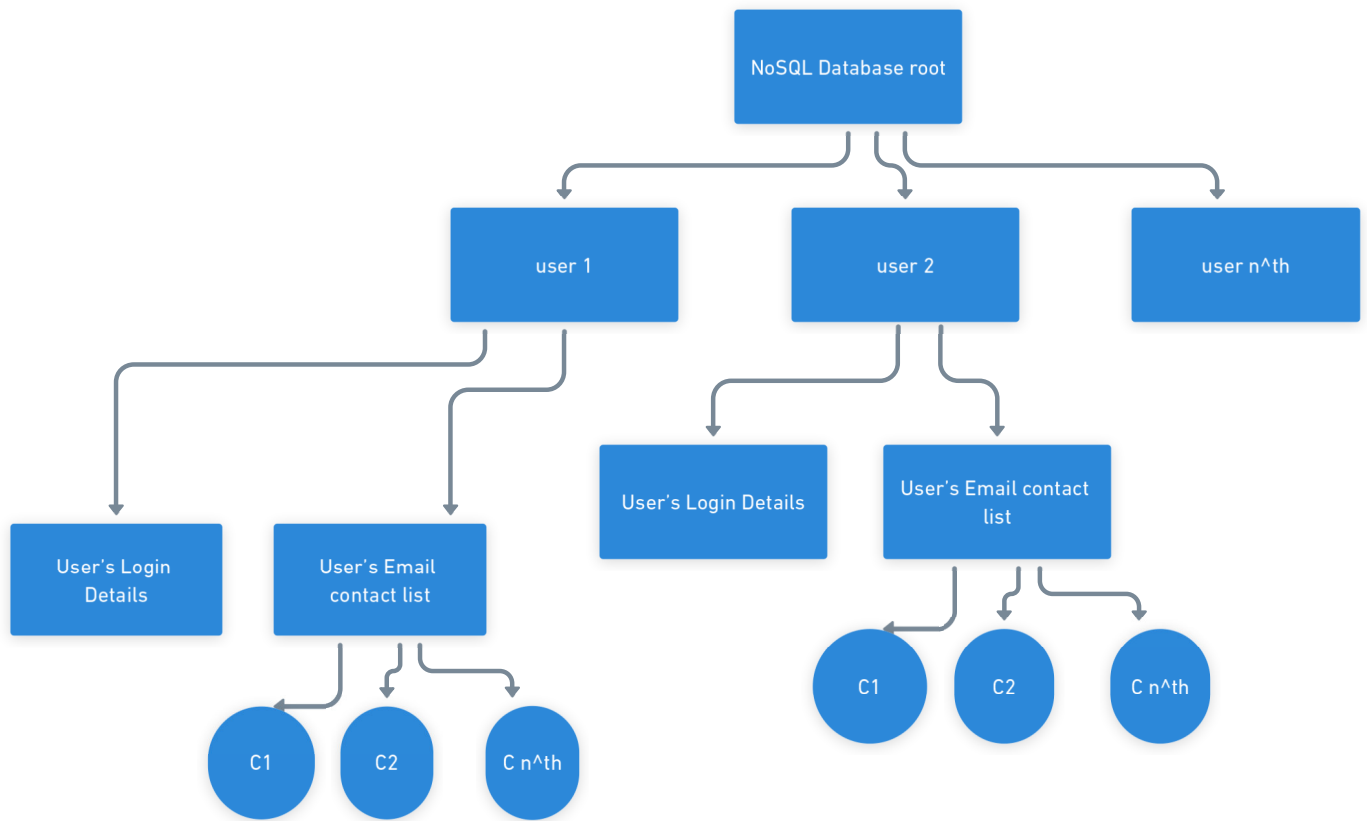 NoSQL Database root
user 1
user 2
user n^th
User's Login Details
User's Email contact
list
User's Login
Details
User's Email
contact list
C1
C2
C n^th
C1
C2
C n^th